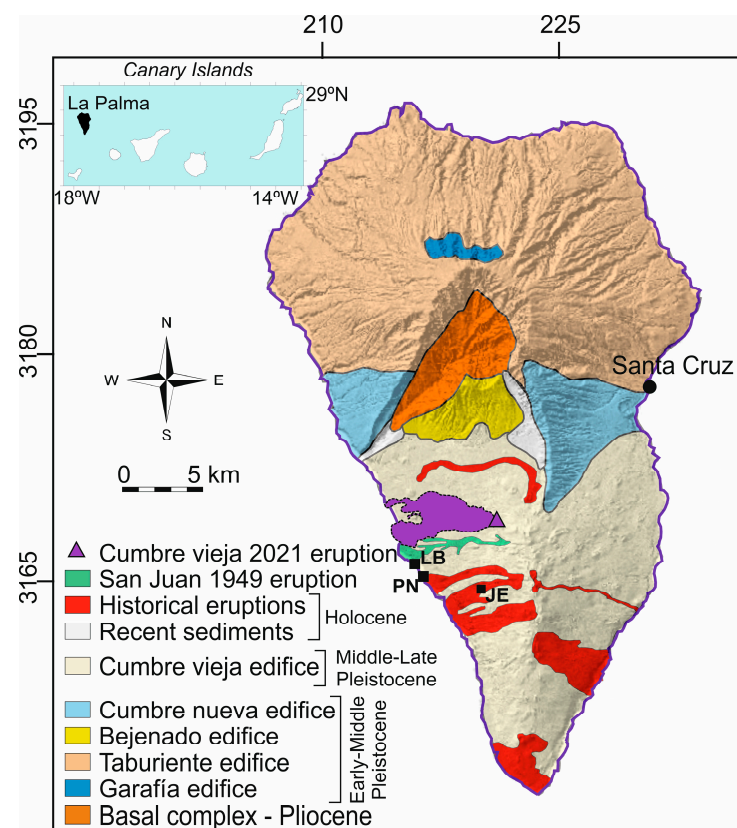 210 225
Canary Islands
29ºN
La Palma
18ºW 14ºW
3195
3180
3165
N
W E
S
0 5 km
Santa Cruz
LB
PN
JE
Cumbre vieja 2021 eruption
San Juan 1949 eruption
Historical eruptions
Recent sediments
Holocene
Cumbre vieja edifice
Middle-Late
Pleistocene
Cumbre nueva edifice
Bejenado edifice
Taburiente edifice
Garafía edifice
Early-Middle
Pleistocene
Basal complex - Pliocene